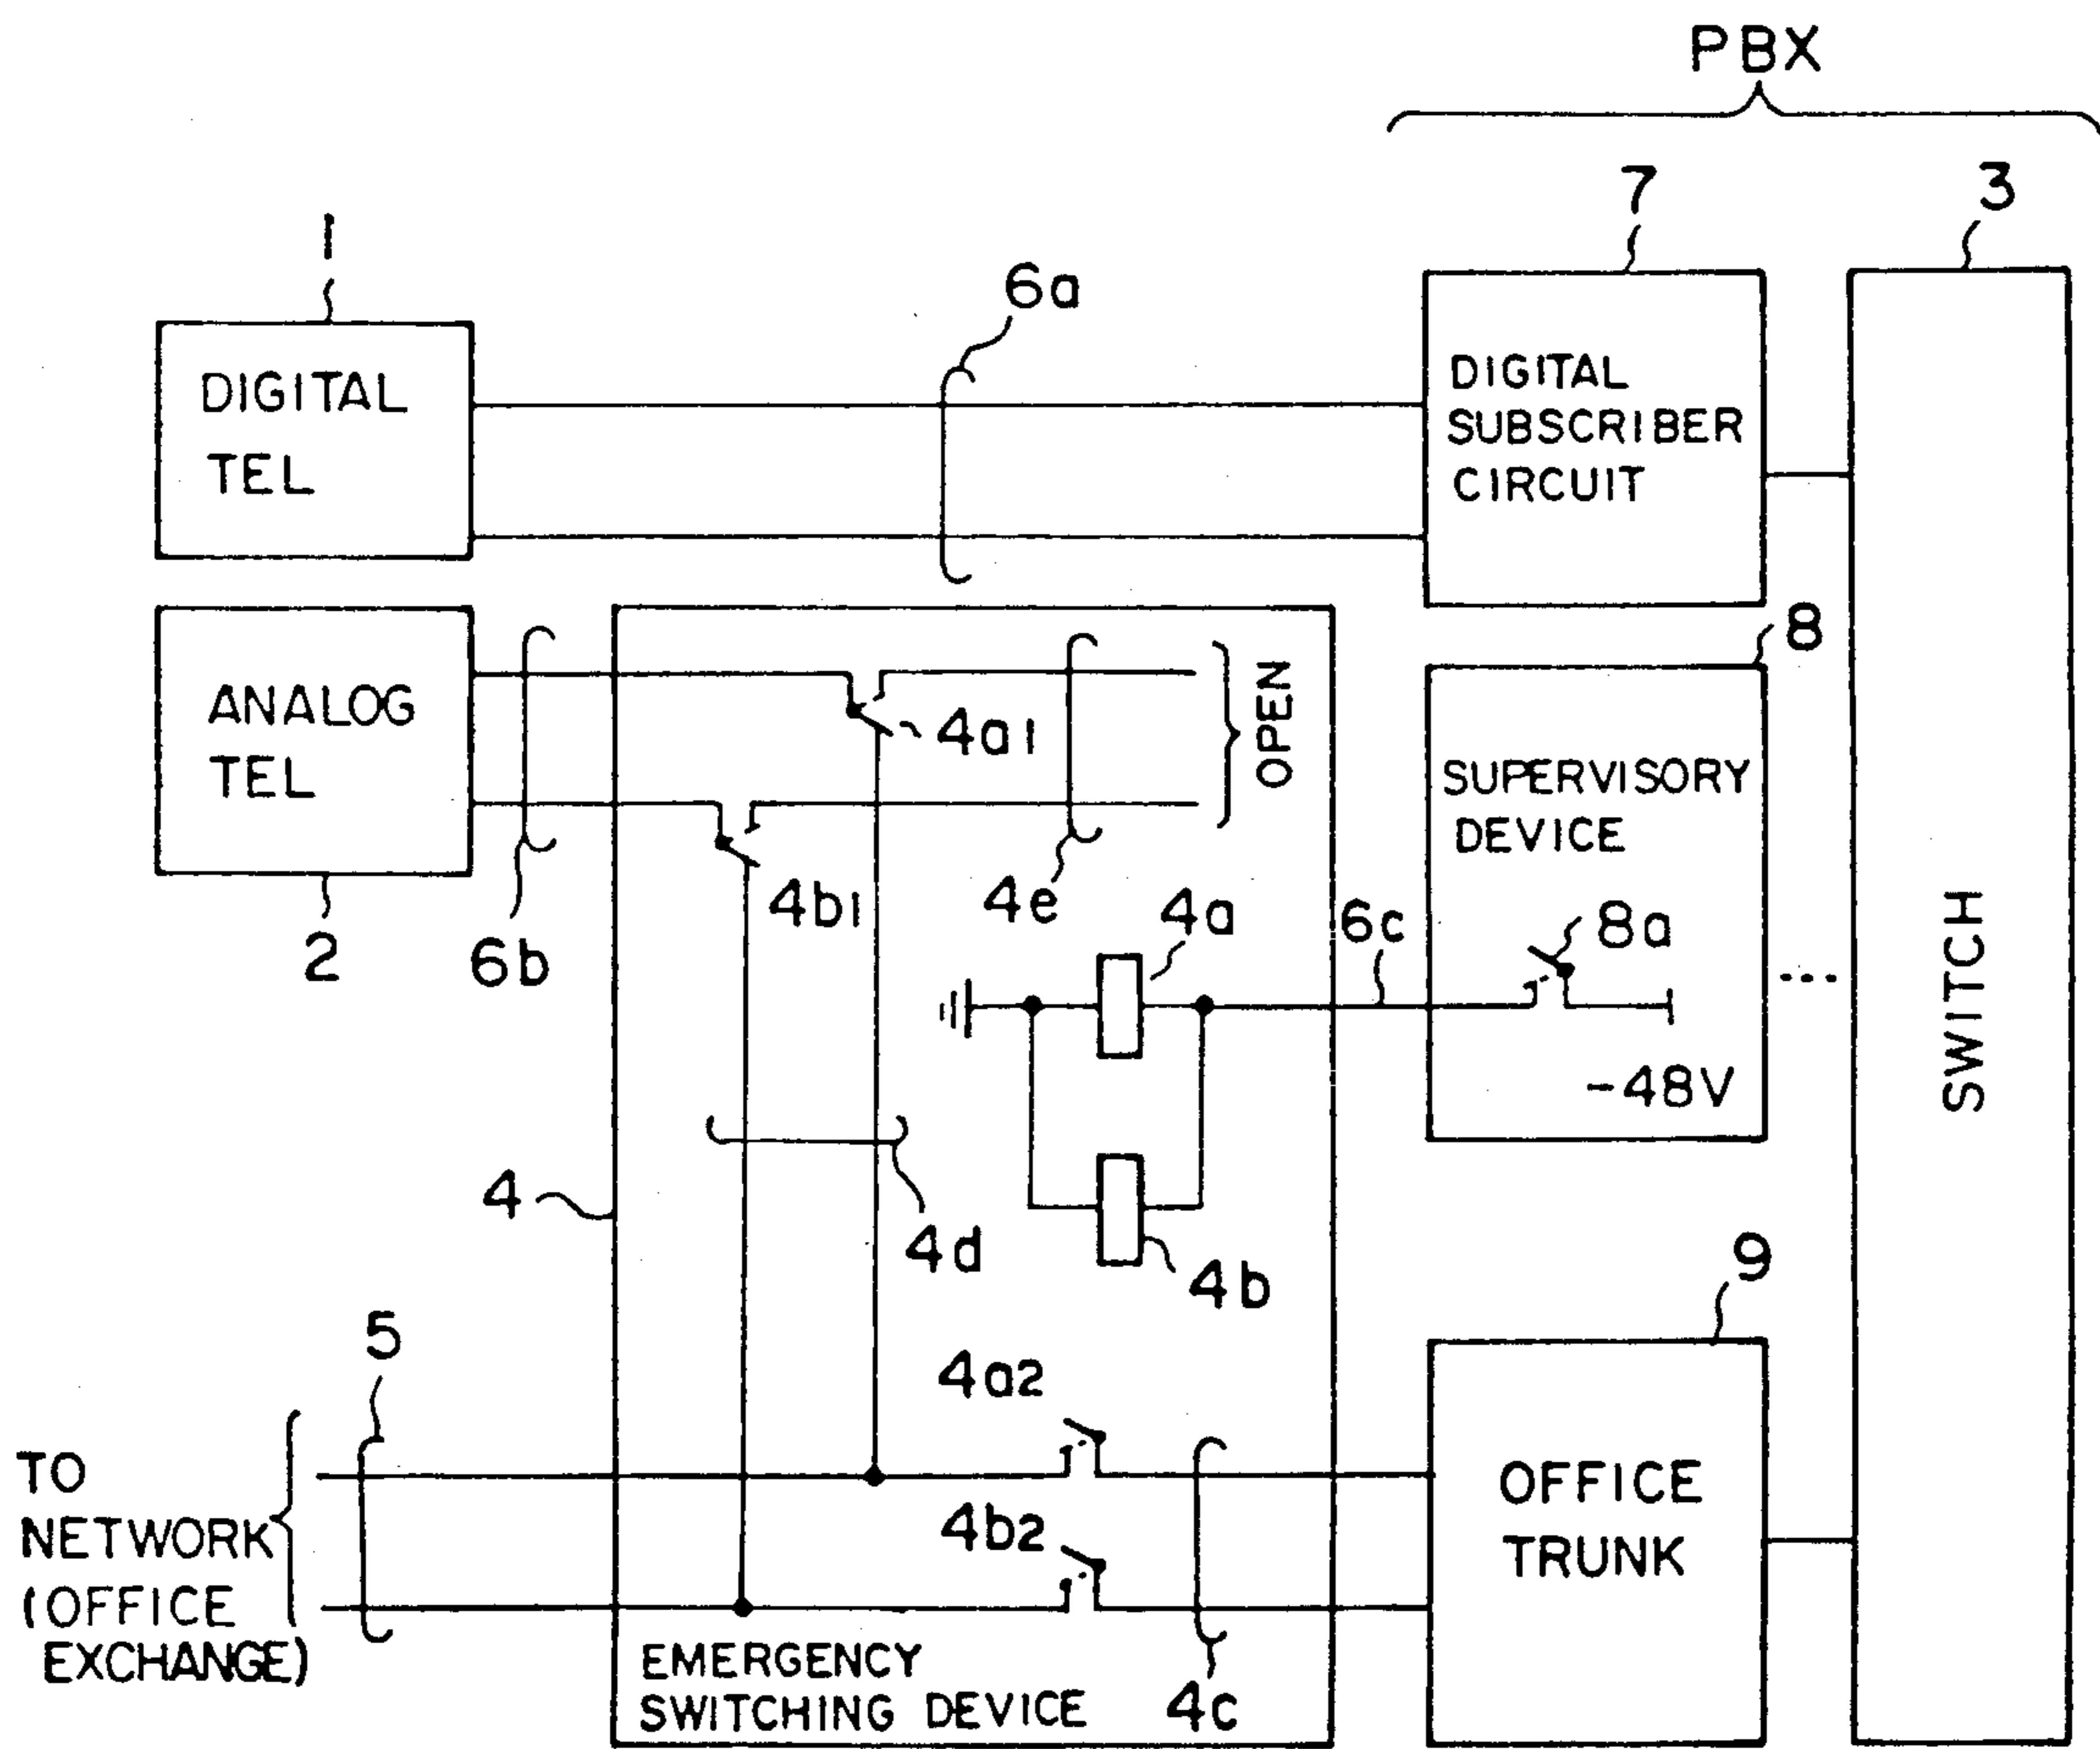 PBX
7
3
1
6a
DIGITAL
TEL
DIGITAL
SUBSCRIBER
CIRCUIT
8
ANALOG
TEL
4a1
OPEN
SUPERVISORY
DEVICE
4b1
4e
4a
6c
8a
2
6b
-48V
SWITCH
4
4d
4b
9
5
4a2
TO
NETWORK
(OFFICE
EXCHANGE)
4b2
OFFICE
TRUNK
EMERGENCY
SWITCHING DEVICE
4c